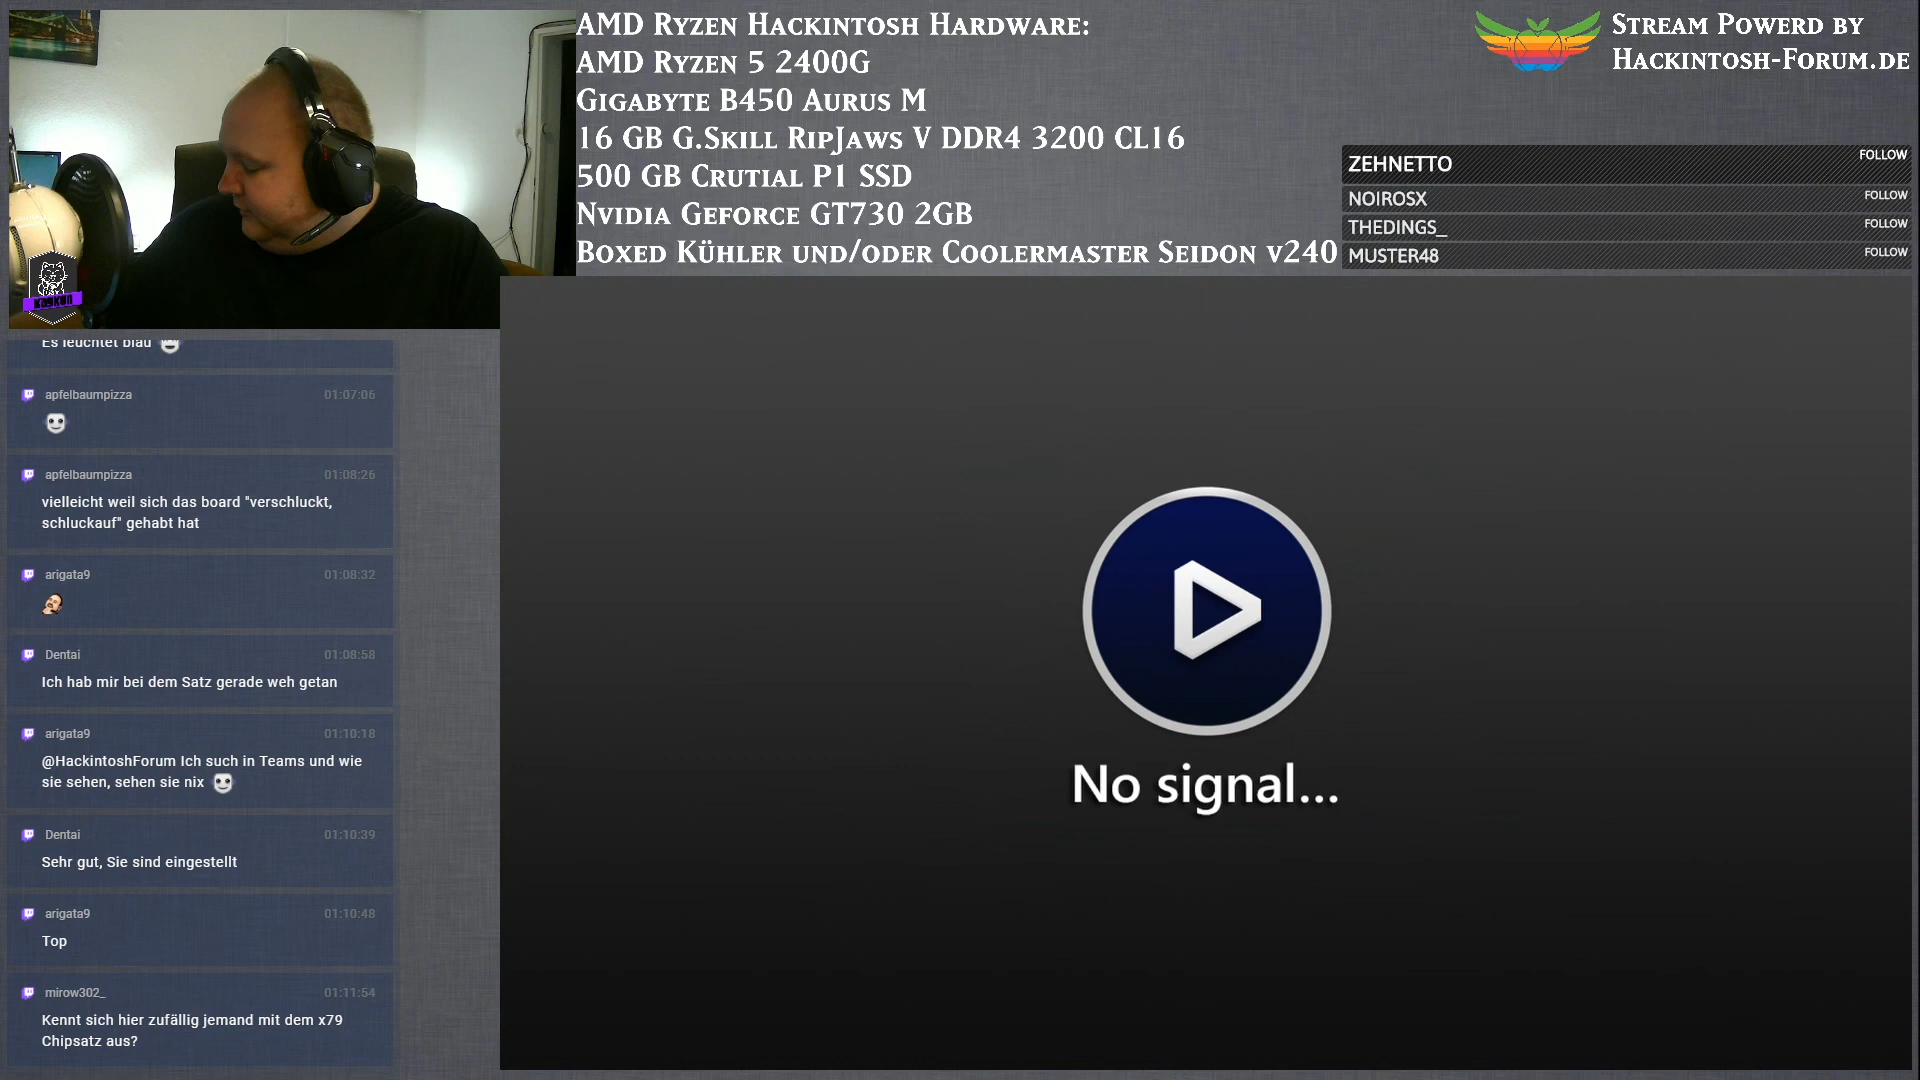 AMD Ryzen Hackintosh Hardware:
AMD Ryzen 5 2400G
Gigabyte B450 Aurus M
16 GB G.Skill RipJaws V DDR4 3200 CL16
500 GB Crutial P1 SSD
Nvidia Geforce GT730 2GB
Boxed Kühler und/oder Coolermaster Seidon v240
Stream Powerd by
Hackintosh-Forum.de
ZEHNETTO FOLLOW
NOIROSX FOLLOW
THEDINGS_ FOLLOW
MUSTER48 FOLLOW
Es leuchtet blau
apfelbaumpizza 01:07:06
apfelbaumpizza 01:08:26
vielleicht weil sich das board "verschluckt,
schluckauf" gehabt hat
arigata9 01:08:32
Dentai 01:08:58
Ich hab mir bei dem Satz gerade weh getan
arigata9 01:10:18
@HackintoshForum Ich such in Teams und wie
sie sehen, sehen sie nix
Dentai 01:10:39
Sehr gut, Sie sind eingestellt
arigata9 01:10:48
Top
mirow302_ 01:11:54
Kennt sich hier zufällig jemand mit dem x79
Chipsatz aus?
No signal...